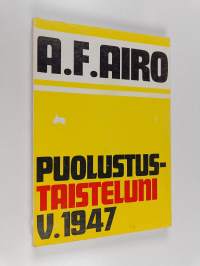 A.F.AIRO
PUOLUSTUS-
TAISTELUNI
V.1947